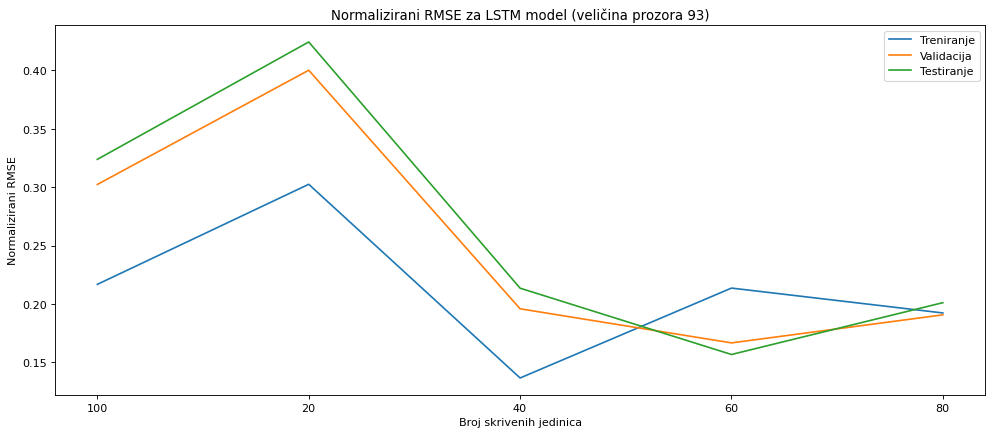 Normalizirani RMSE za LSTM model (veličina prozora 93)
Treniranje
Validacija
Testiranje
Normalizirani RMSE
0.40
0.35
0.30
0.25
0.20
0.15
100 20 40 60 80
Broj skrivenih jedinica